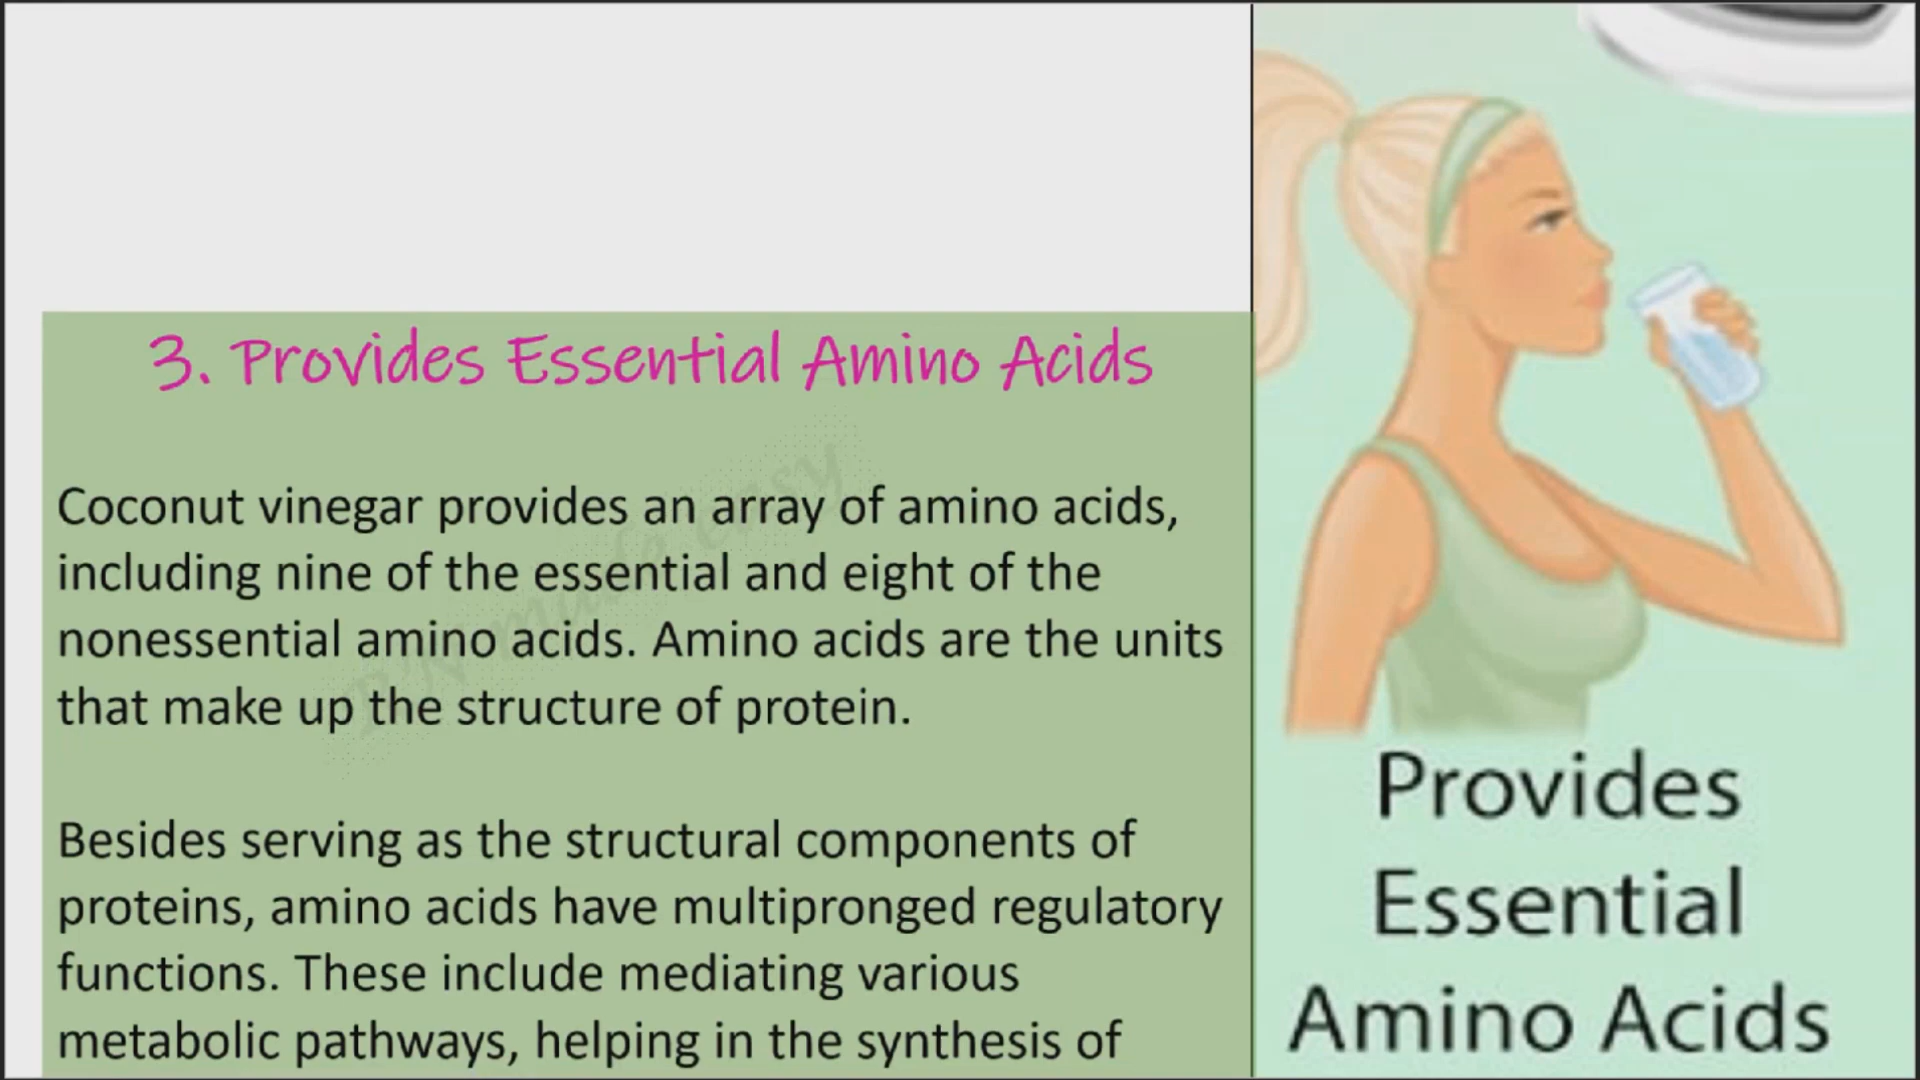 3. Provides Essential Amino Acids
Coconut vinegar provides an array of amino acids,
including nine of the essential and eight of the
nonessential amino acids. Amino acids are the units
that make up the structure of protein.
Besides serving as the structural components of
proteins, amino acids have multipronged regulatory
functions. These include mediating various
metabolic pathways, helping in the synthesis of
Provides
Essential
Amino Acids
made easy